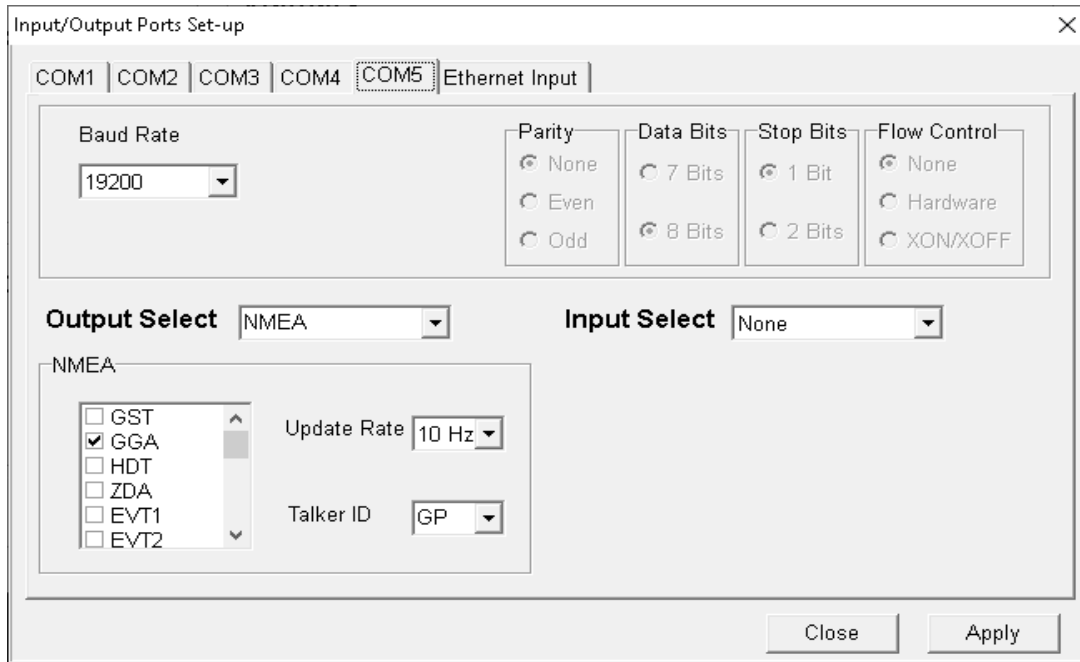 Input/Output Ports Set-up
COM1 COM2 COM3 COM4 COM5 Ethernet Input
Baud Rate
19200
Parity
None
Even
Odd
Data Bits
7 Bits
8 Bits
Stop Bits
1 Bit
2 Bits
Flow Control
None
Hardware
XON/XOFF
Output Select NMEA
Input Select None
NMEA
GST
GGA
HDT
ZDA
EVT1
EVT2
Update Rate 10 Hz
Talker ID GP
Close Apply